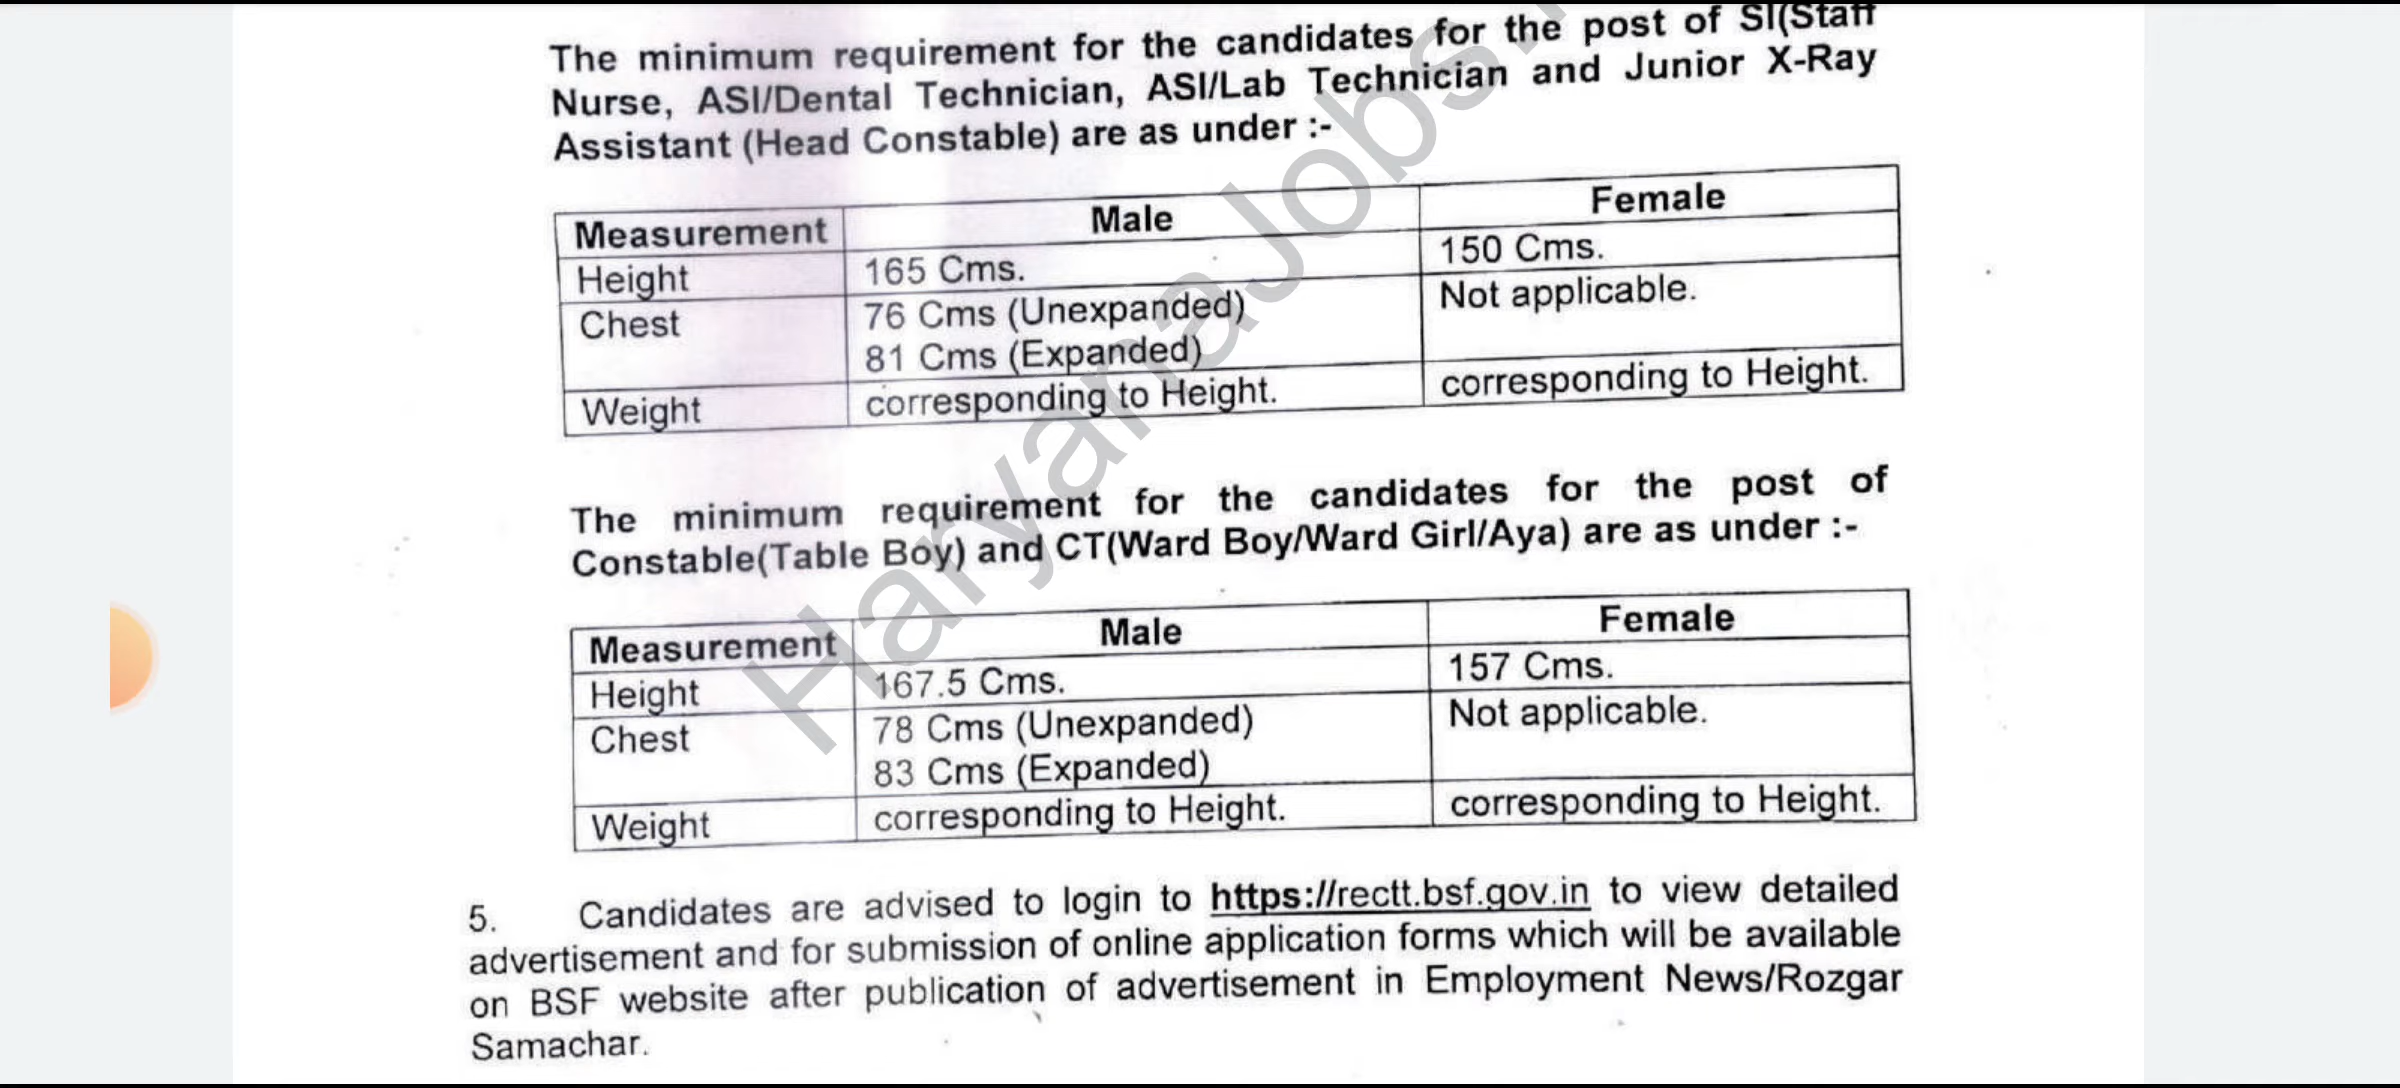 The minimum requirement for the candidates for the post of SI(Staff
Nurse, ASI/Dental Technician, ASI/Lab Technician and Junior X-Ray
Assistant (Head Constable) are as under :-
Measurement Male Female
Height 165 Cms. 150 Cms.
Chest 76 Cms (Unexpanded) Not applicable.
81 Cms (Expanded)
Weight corresponding to Height. corresponding to Height.
The minimum requirement for the candidates for the post of
Constable(Table Boy) and CT(Ward Boy/Ward Girl/Aya) are as under :-
Measurement Male Female
Height 167.5 Cms. 157 Cms.
Chest 78 Cms (Unexpanded) Not applicable.
83 Cms (Expanded)
Weight corresponding to Height. corresponding to Height.
5. Candidates are advised to login to https://rectt.bsf.gov.in to view detailed
advertisement and for submission of online application forms which will be available
on BSF website after publication of advertisement in Employment News/Rozgar
Samachar.
HaryanaJobs.